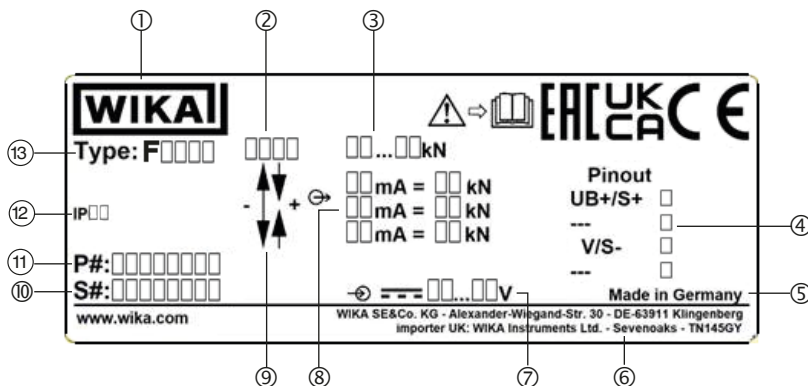 ① ② ③
WIKA EAC UK CA CE
⑬ Type: F▯▯▯▯ ▯▯▯▯ ▯▯...▯▯kN
Pinout
▯▯mA = ▯▯ kN
UB+/S+ ▯
⑫ IP▯▯ - + ▯▯mA = ▯▯ kN
--- ▯ ④
⑧ ▯▯mA = ▯▯ kN
V/S- ▯
⑪ P#:▯▯▯▯▯▯▯▯
--- ▯
⑩ S#:▯▯▯▯▯▯▯▯ ▯▯...▯▯V Made in Germany ⑤
www.wika.com WIKA SE&Co. KG - Alexander-Wiegand-Str. 30 - DE-63911 Klingenberg
importer UK: WIKA Instruments Ltd. - Sevenoaks - TN145GY
⑨ ⑦ ⑥